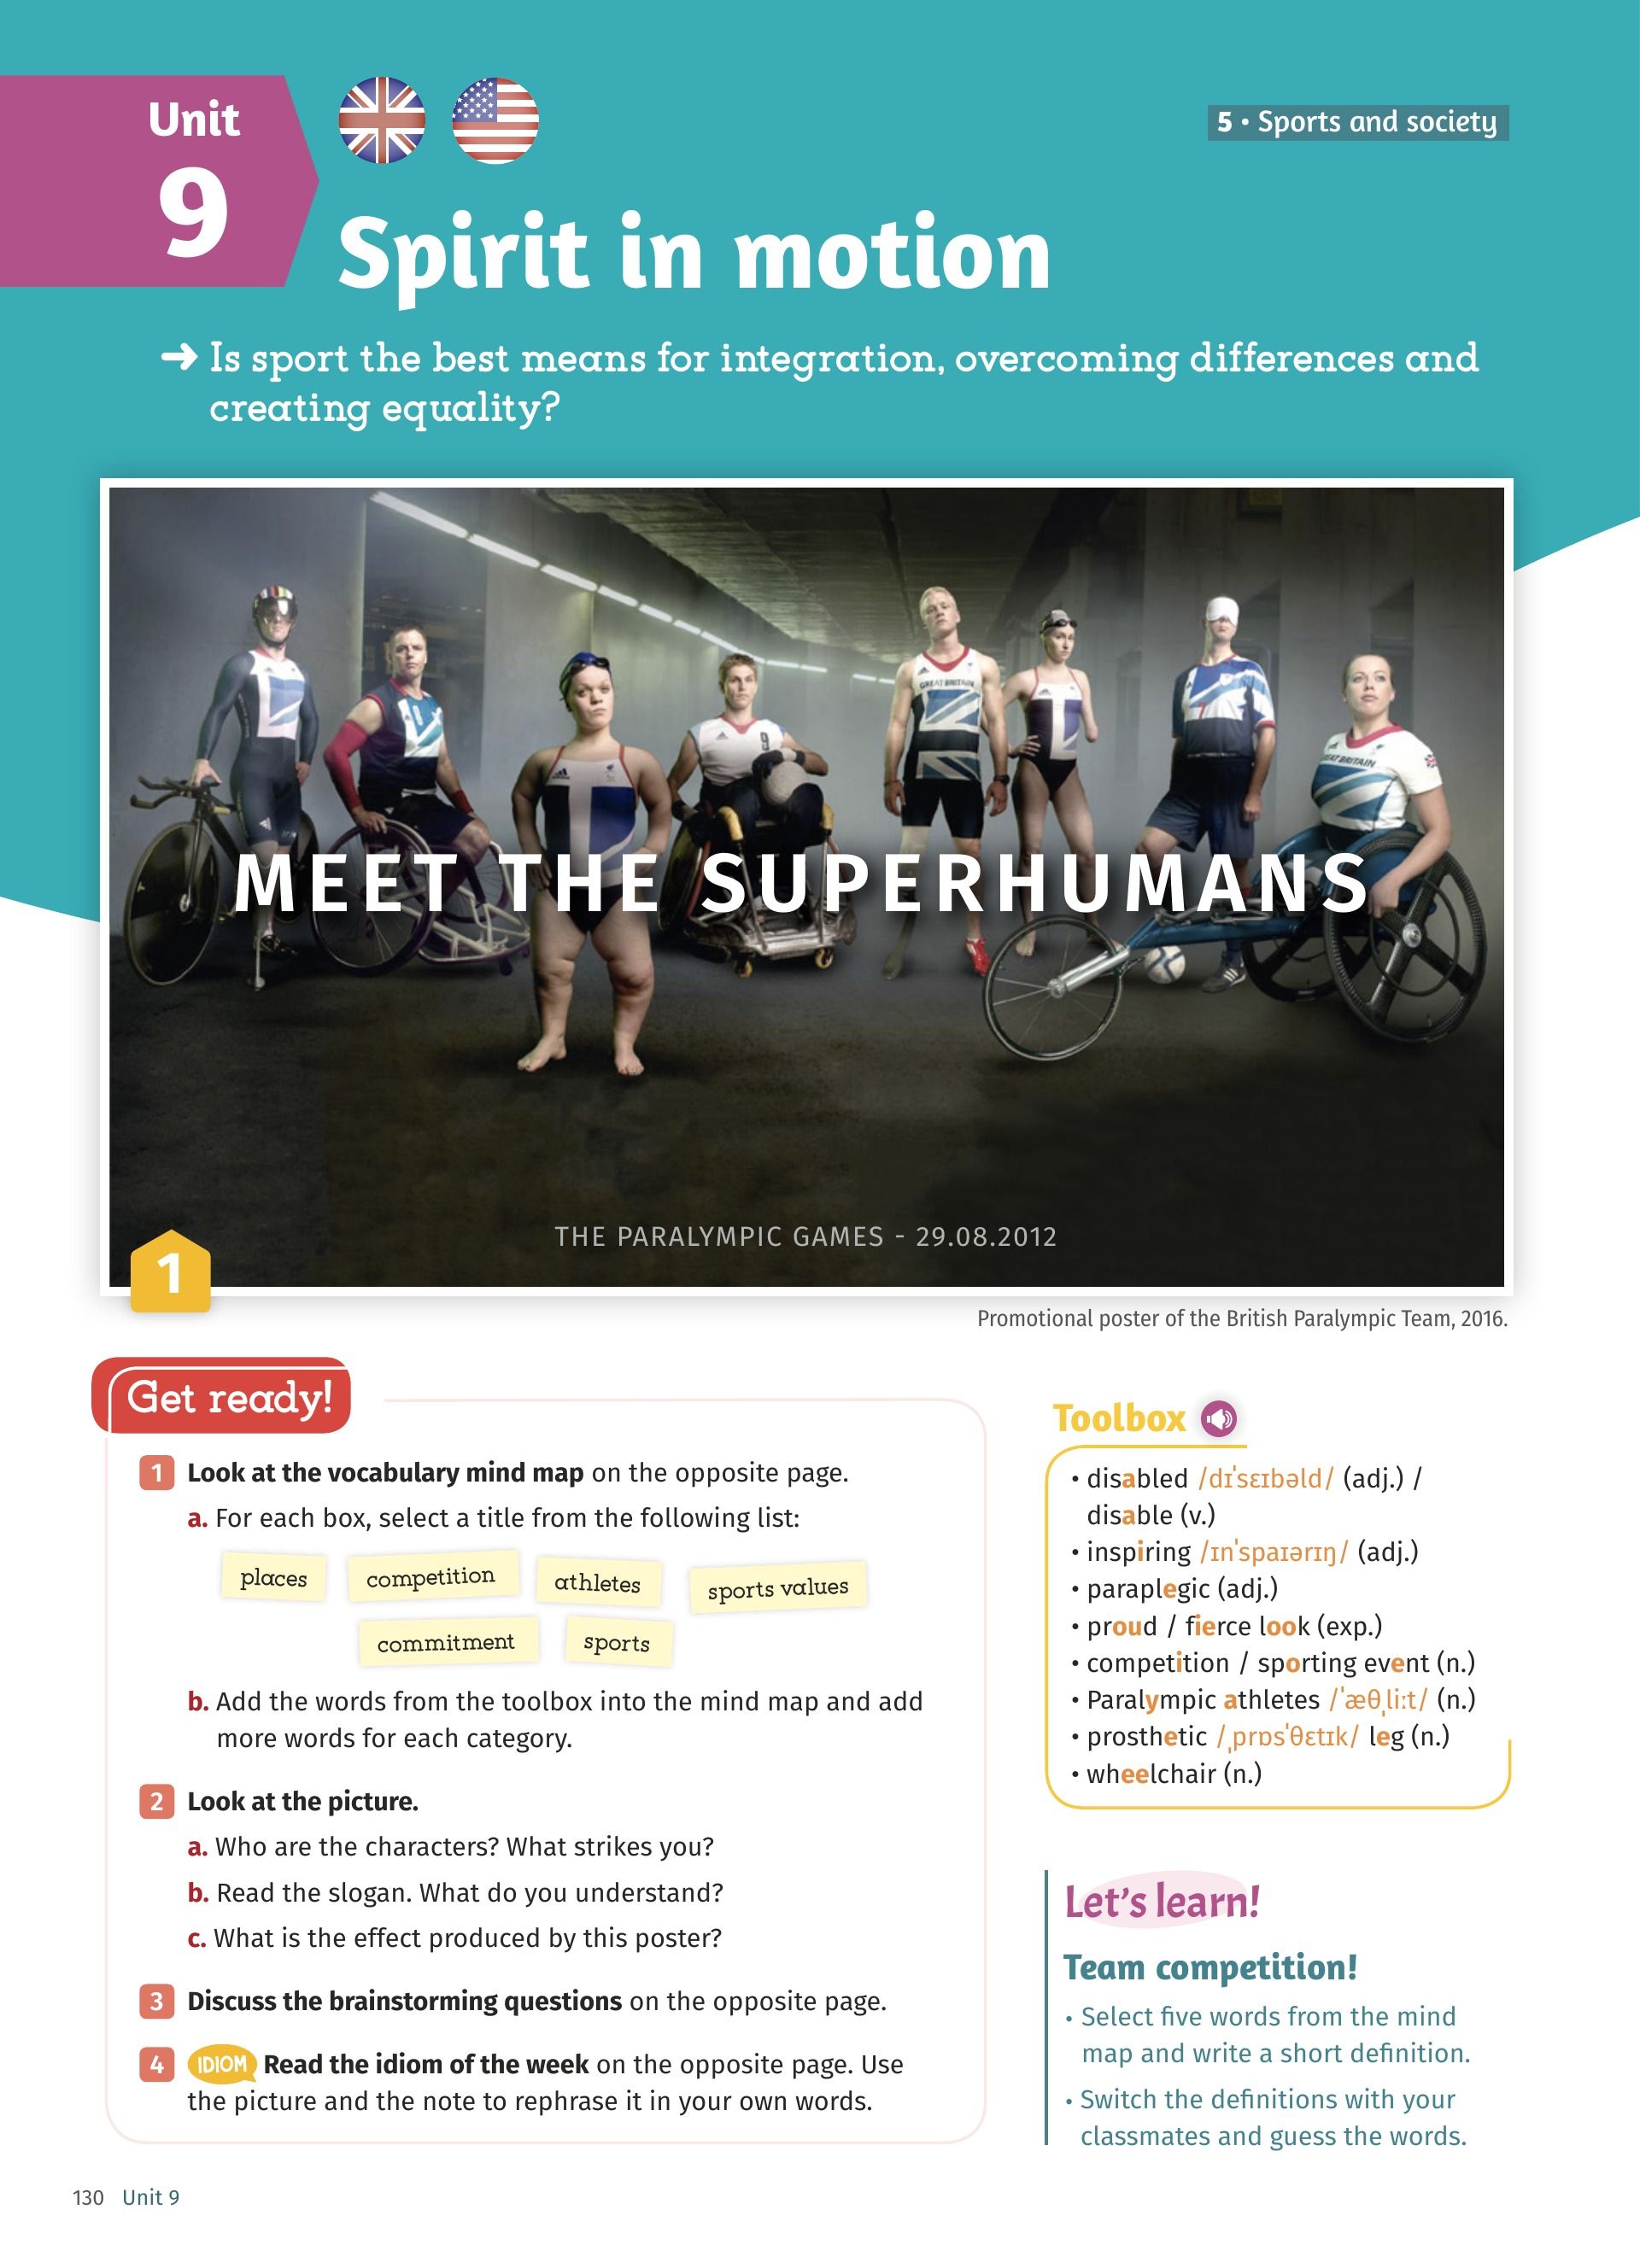 Unit
9
5 • Sports and society
Spirit in motion
➜ Is sport the best means for integration, overcoming differences and
creating equality?
GREAT BRITAIN
MEET THE SUPERHUMANS
THE PARALYMPIC GAMES - 29.08.2012
1
Promotional poster of the British Paralympic Team, 2016.
Get ready!
1 Look at the vocabulary mind map on the opposite page.
a. For each box, select a title from the following list:
places competition athletes sports values
commitment sports
b. Add the words from the toolbox into the mind map and add
more words for each category.
2 Look at the picture.
a. Who are the characters? What strikes you?
b. Read the slogan. What do you understand?
c. What is the effect produced by this poster?
3 Discuss the brainstorming questions on the opposite page.
4 IDIOM Read the idiom of the week on the opposite page. Use
the picture and the note to rephrase it in your own words.
Toolbox
• disabled /dɪˈsɛɪbəld/ (adj.) /
disable (v.)
• inspiring /ɪnˈspaɪərɪŋ/ (adj.)
• paraplegic (adj.)
• proud / fierce look (exp.)
• competition / sporting event (n.)
• Paralympic athletes /ˈæθˌliːt/ (n.)
• prosthetic /ˌprɒsˈθɛtɪk/ leg (n.)
• wheelchair (n.)
Let's learn!
Team competition!
• Select five words from the mind
map and write a short definition.
• Switch the definitions with your
classmates and guess the words.
130 Unit 9